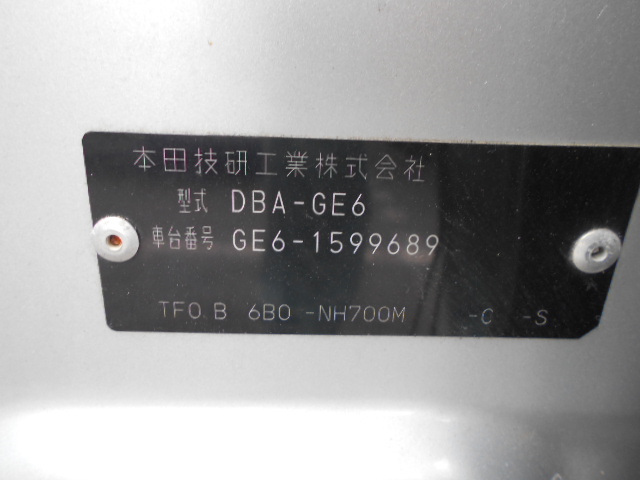 本田技研工業株式会社
型式 DBA-GE6
車台番号 GE6-1599689
TF0 B 6B0 -NH700M -C -S